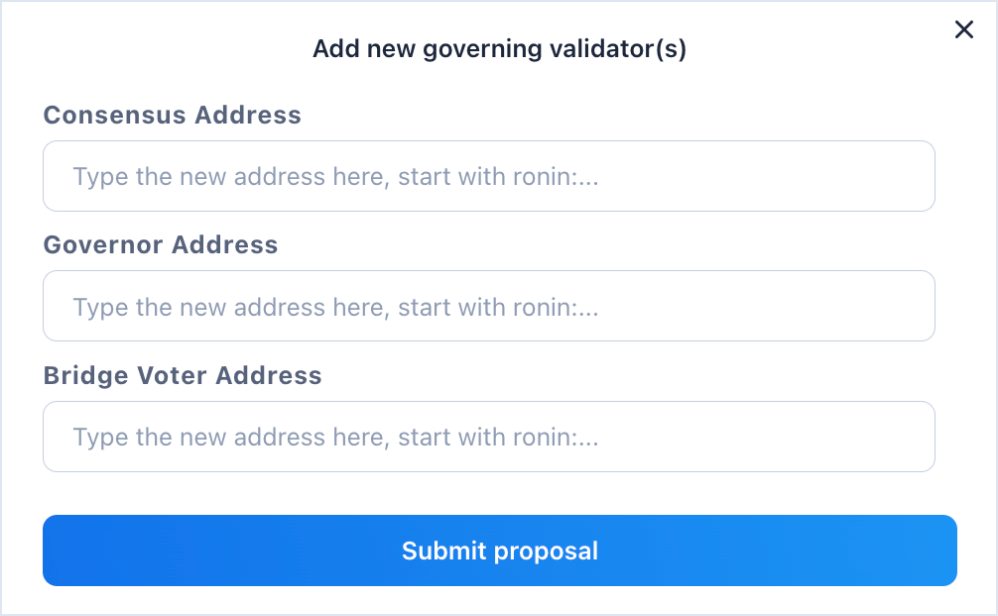 Add new governing validator(s)
Consensus Address
Type the new address here, start with ronin:...
Governor Address
Type the new address here, start with ronin:...
Bridge Voter Address
Type the new address here, start with ronin:...
Submit proposal